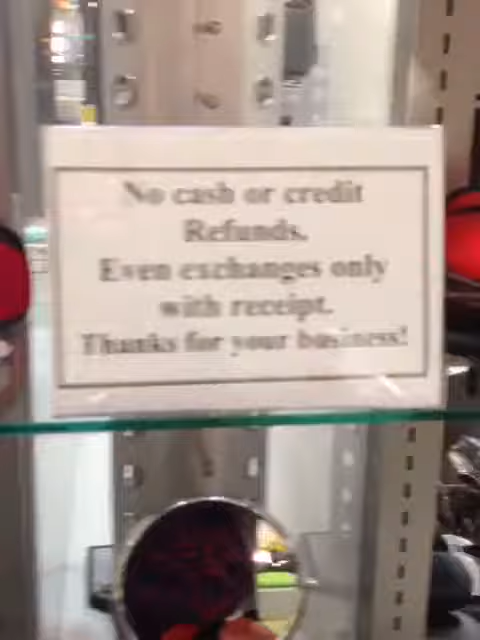 No cash or credit
Refunds.
Even exchanges only
with receipt.
Thanks for your business!